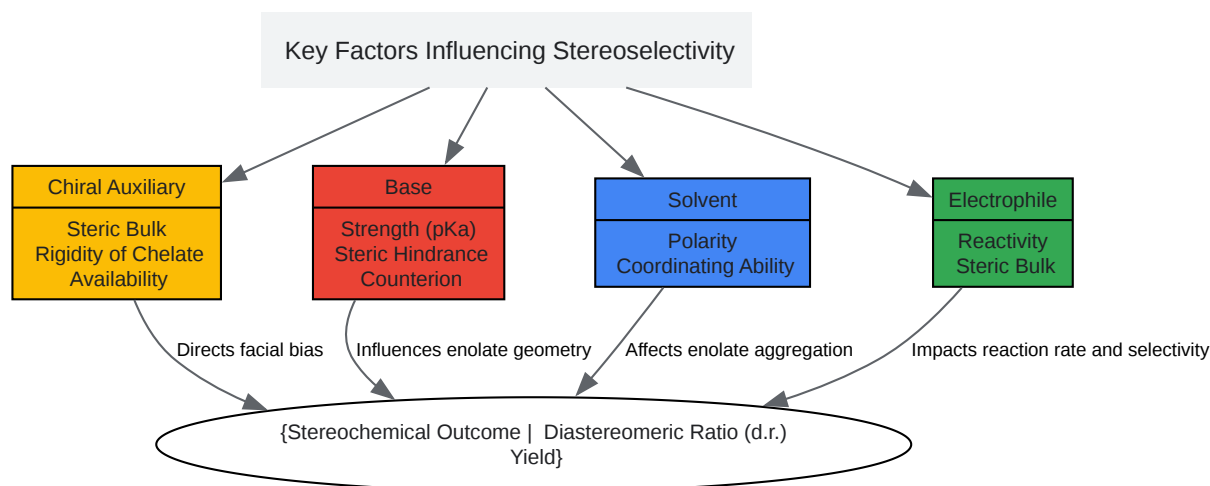 Key Factors Influencing Stereoselectivity
Chiral Auxiliary
Steric Bulk
Rigidity of Chelate
Availability
Base
Strength (pKa)
Steric Hindrance
Counterion
Solvent
Polarity
Coordinating Ability
Electrophile
Reactivity
Steric Bulk
Directs facial bias
Influences enolate geometry
Affects enolate aggregation
Impacts reaction rate and selectivity
{Stereochemical Outcome |  Diastereomeric Ratio (d.r.)
Yield}